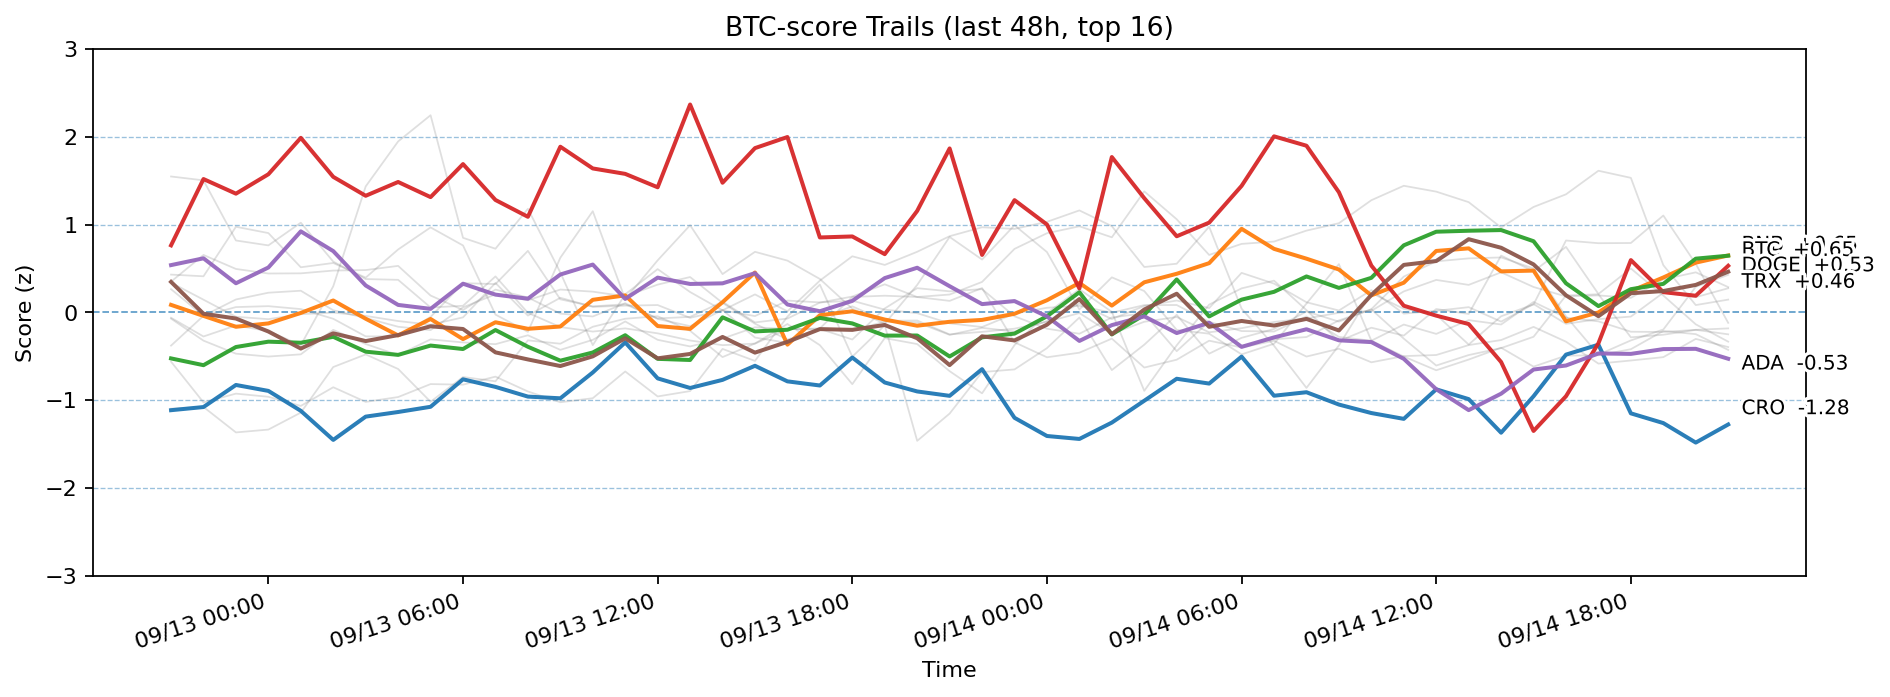 BTC-score Trails (last 48h, top 16)
Score (z)
3
2
1
0
−1
−2
−3
BTC +0.65
DOGE +0.53
TRX +0.46
ADA -0.53
CRO -1.28
09/13 00:00
09/13 06:00
09/13 12:00
09/13 18:00
09/14 00:00
09/14 06:00
09/14 12:00
09/14 18:00
Time